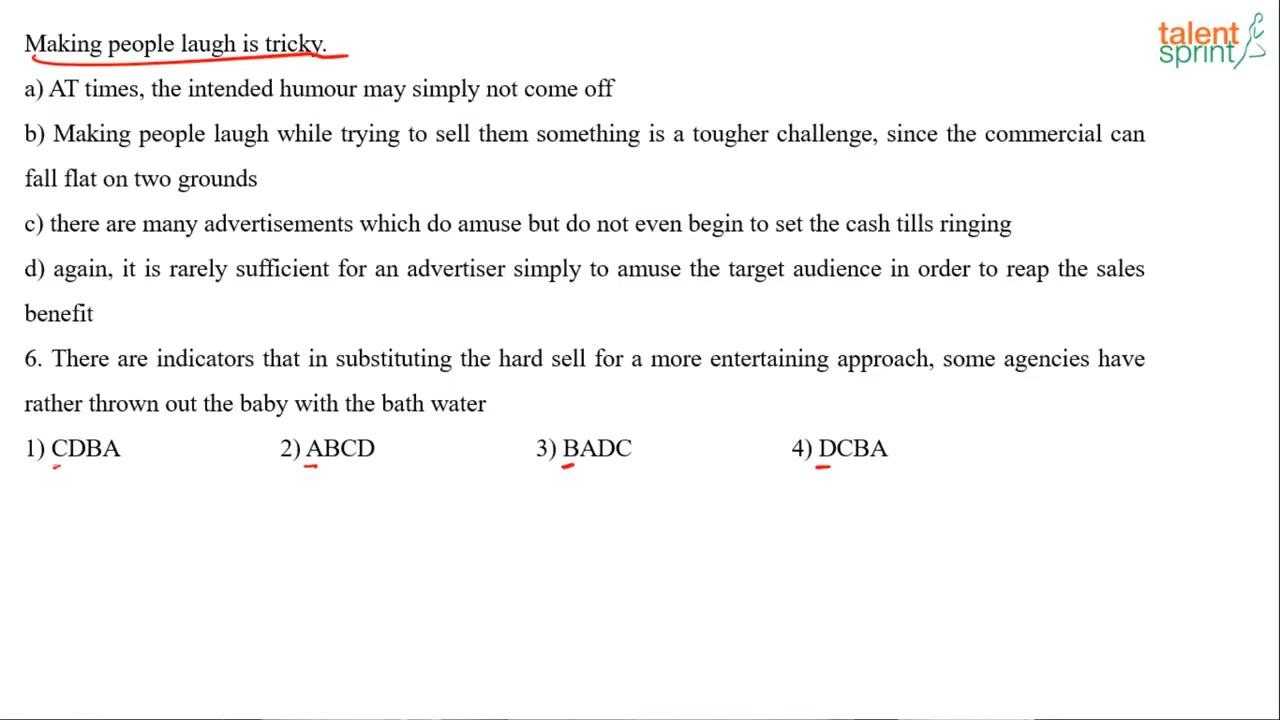 Making people laugh is tricky.
talent
sprint
a) AT times, the intended humour may simply not come off
b) Making people laugh while trying to sell them something is a tougher challenge, since the commercial can
fall flat on two grounds
c) there are many advertisements which do amuse but do not even begin to set the cash tills ringing
d) again, it is rarely sufficient for an advertiser simply to amuse the target audience in order to reap the sales
benefit
6. There are indicators that in substituting the hard sell for a more entertaining approach, some agencies have
rather thrown out the baby with the bath water
1) CDBA 2) ABCD 3) BADC 4) DCBA